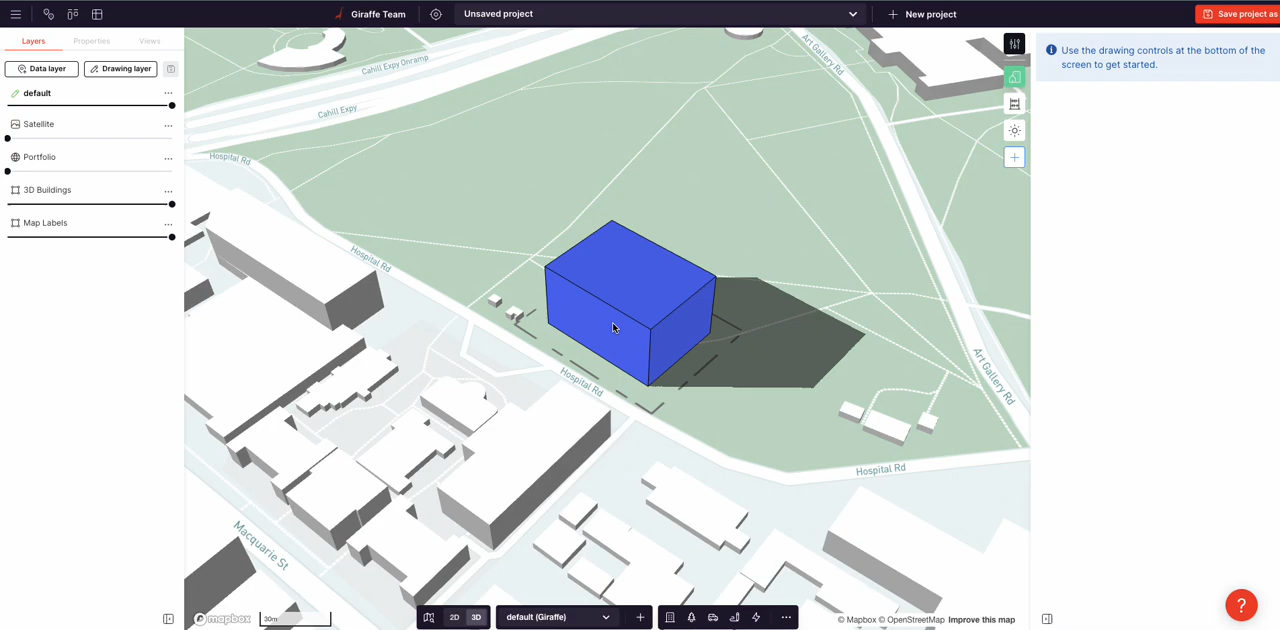 Giraffe Team
Unsaved project
New project
Save project as
Layers
Properties
Views
Data layer
Drawing layer
default
Satellite
Portfolio
3D Buildings
Map Labels
Cahill Expy Onramp
Cahill Expy
Art Gallery Rd
Hospital Rd
Hospital Rd
Hospital Rd
Art Gallery Rd
Hospital Rd
Macquarie St
Use the drawing controls at the bottom of the
screen to get started.
mapbox
30m
2D
3D
default (Giraffe)
© Mapbox © OpenStreetMap Improve this map
?